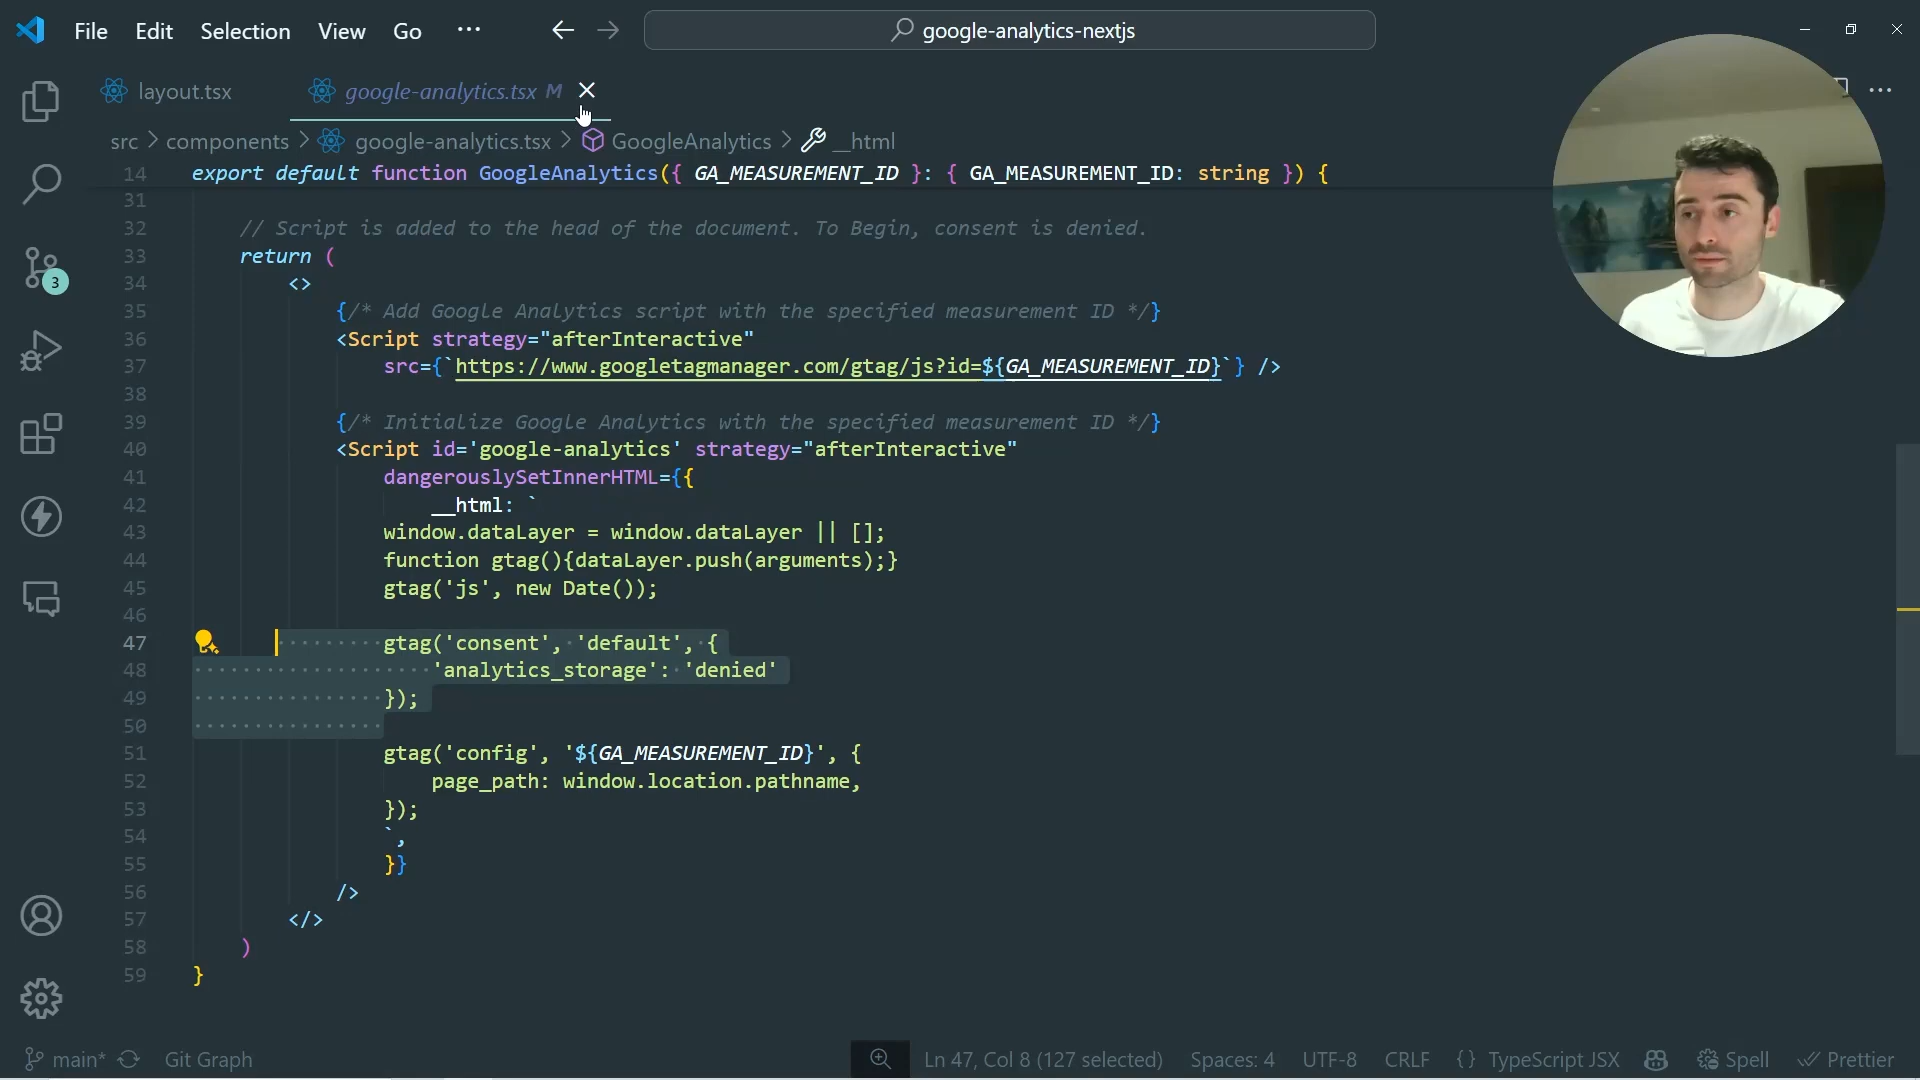 File Edit Selection View Go ··· google-analytics-nextjs
layout.tsx google-analytics.tsx M
src > components > google-analytics.tsx > GoogleAnalytics > __html
14 export default function GoogleAnalytics({ GA_MEASUREMENT_ID }: { GA_MEASUREMENT_ID: string }) {
31
32 // Script is added to the head of the document. To Begin, consent is denied.
33 return (
34 <>
35 {/* Add Google Analytics script with the specified measurement ID */}
36 <Script strategy="afterInteractive"
37 src={`https://www.googletagmanager.com/gtag/js?id=${GA_MEASUREMENT_ID}`} />
38
39 {/* Initialize Google Analytics with the specified measurement ID */}
40 <Script id='google-analytics' strategy="afterInteractive"
41 dangerouslySetInnerHTML={{
42 __html: `
43 window.dataLayer = window.dataLayer || [];
44 function gtag(){dataLayer.push(arguments);}
45 gtag('js', new Date());
46
47 gtag('consent', 'default', {
48 'analytics_storage': 'denied'
49 });
50
51 gtag('config', '${GA_MEASUREMENT_ID}', {
52 page_path: window.location.pathname,
53 });
54 `,
55 }}
56 />
57 </>
58 )
59 }
3
main* Git Graph Ln 47, Col 8 (127 selected) Spaces: 4 UTF-8 CRLF {} TypeScript JSX Spell Prettier